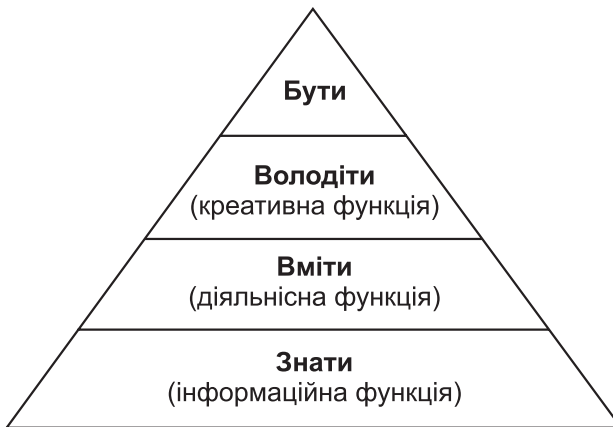 Бути
Володіти
(креативна функція)
Вміти
(діяльнісна функція)
Знати
(інформаційна функція)